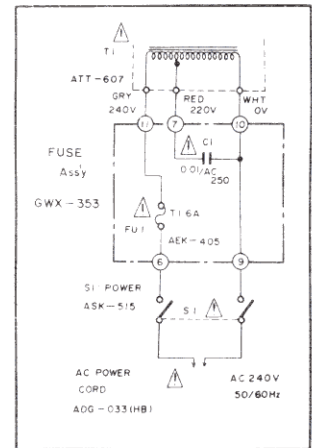 T1
ATT-607
GRY RED WHT
240V 220V 0V
11 7 10
FUSE
Ass'y
C1
0.01/AC
250
GWX-353
T1.6A
FU1
AEK-405
6 9
S1 POWER
ASK-515
S1
AC POWER
CORD
ADG-033(HB)
AC 240V
50/60Hz